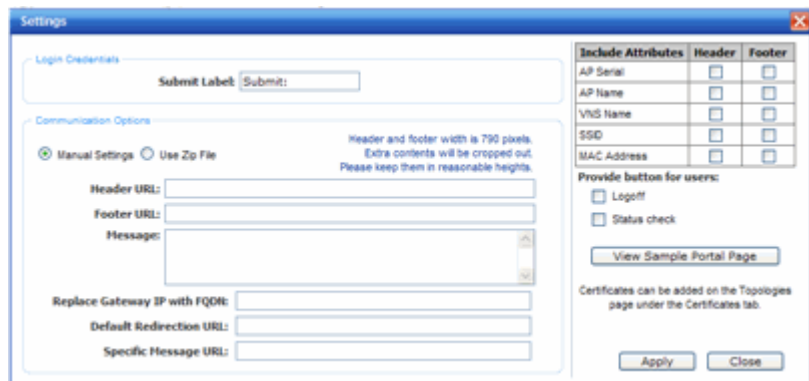 Settings
Login Credentials
Submit Label: Submit:
Communication Options
Header and footer width is 790 pixels.
Extra contents will be cropped out.
Please keep them in reasonable heights.
Manual Settings Use Zip File
Header URL:
Footer URL:
Message:
Replace Gateway IP with FQDN:
Default Redirection URL:
Specific Message URL:
Include Attributes Header Footer
AP Serial
AP Name
VNS Name
SSID
MAC Address
Provide button for users:
Logoff
Status check
View Sample Portal Page
Certificates can be added on the Topologies
page under the Certificates tab.
Apply Close